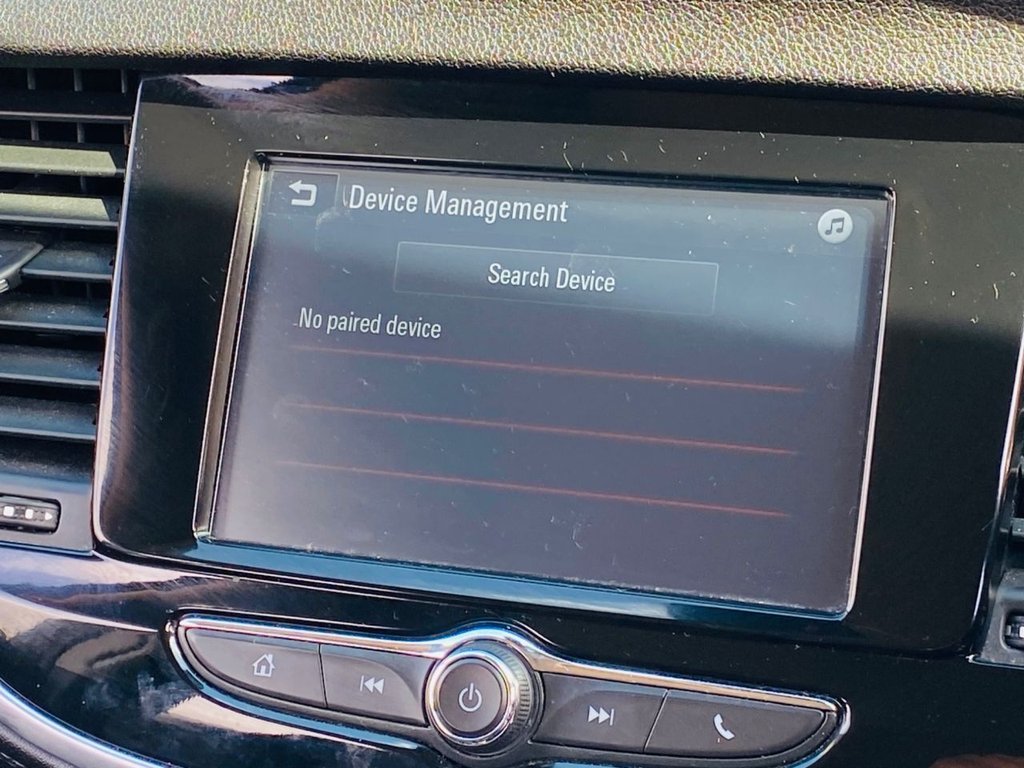 Device Management
Search Device
No paired device